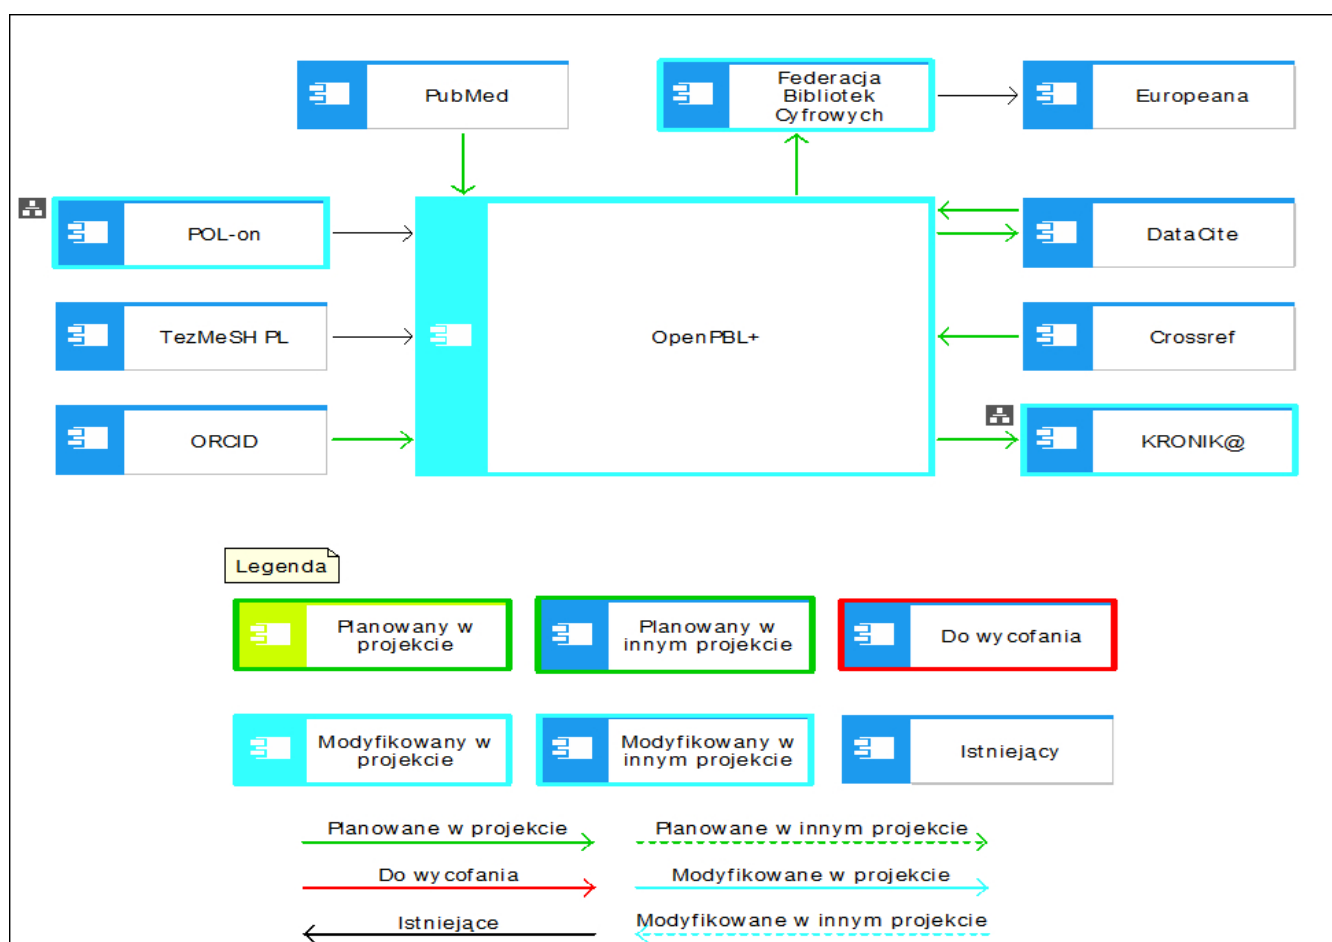 PubMed
Federacja
Bibliotek
Cyfrowych
Europeana
POL-on
DataCite
TezMeSH PL
OpenPBL+
Crossref
ORCID
KRONIK@
Legenda
Planowany w
projekcie
Planowany w
innym projekcie
Do wycofania
Modyfikowany w
projekcie
Modyfikowany w
innym projekcie
Istniejący
Planowane w projekcie
Planowane w innym projekcie
Do wycofania
Modyfikowane w projekcie
Istniejące
Modyfikowane w innym projekcie